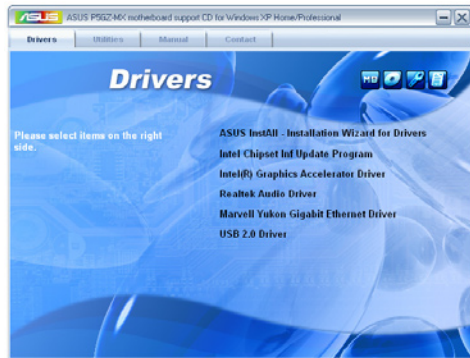 ASUS P5GZ-MX motherboard support CD for Windows XP Home/Professional
Drivers
Utilities
Manual
Contact
Drivers
Please select items on the right
side.
ASUS InstAll - Installation Wizard for Drivers
Intel Chipset Inf Update Program
Intel(R) Graphics Accelerator Driver
Realtek Audio Driver
Marvell Yukon Gigabit Ethernet Driver
USB 2.0 Driver